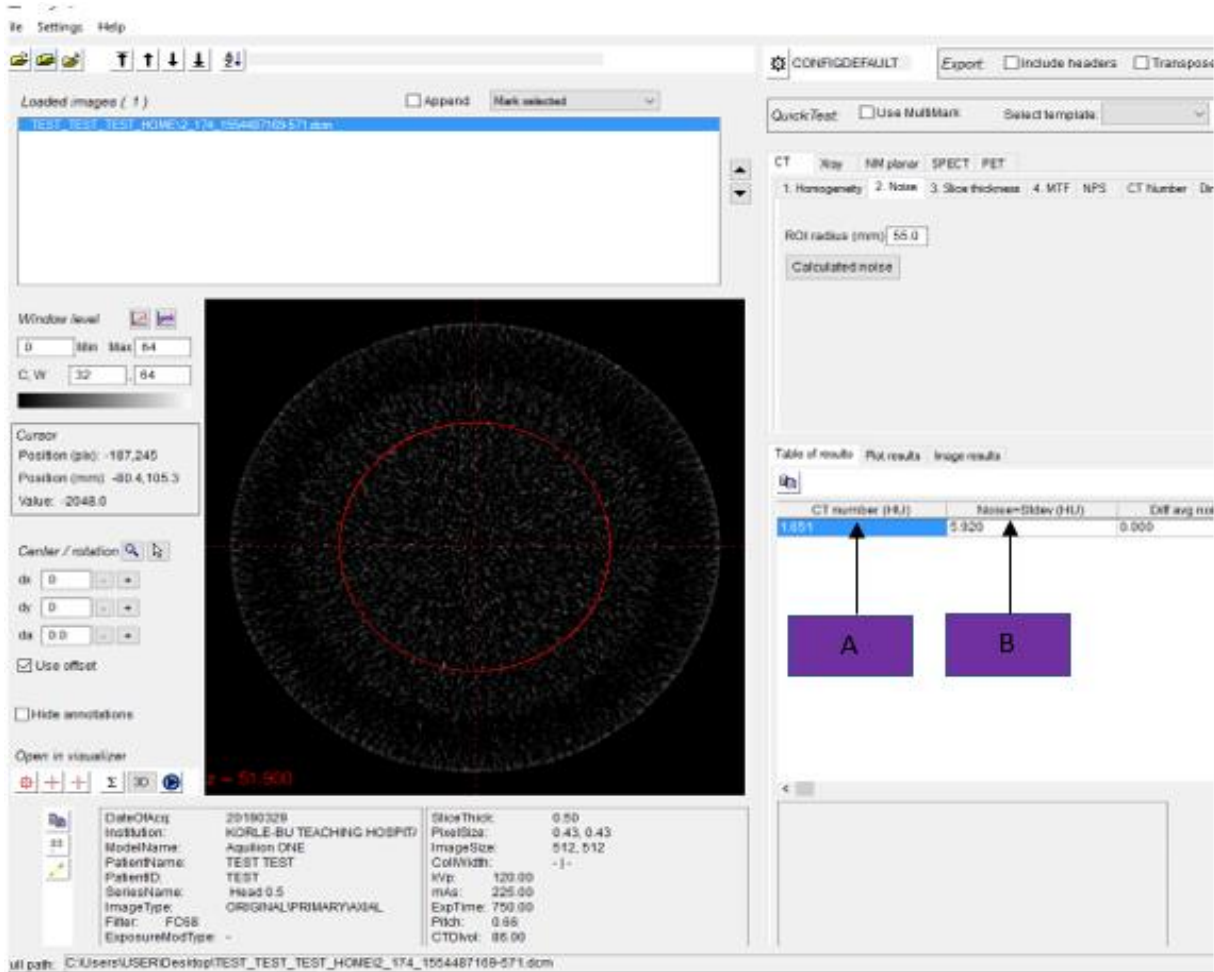 Settings Help
CONFIGDEFAULT Export: Include headers Transpose
Loaded images ( 1 ) Append Mark selected
QuickTest: Use MultiMark Select template:
TEST_TEST_TEST_HOME\2_174_1554487169-571.dcm
CT Xray NM planar SPECT PET
1. Homogeneity 2. Noise 3. Slice thickness 4. MTF NPS CT Number
ROI radius (mm) 55.0
Calculated noise
Window level
0 Min Max 64
C, W 32 , 64
Cursor
Position (pix): -187,245
Position (mm): -80.4,105.3
Value: -2048.0
Table of results Plot results Image results
CT number (HU) Noise=Stdev (HU) Diff avg
1.651 5.920 0.000
Center / rotation
dx 0 - +
dy 0 - +
da 0.0 - +
Use offset
A B
Hide annotations
Open in visualizer
Σ 3D
z = 51.900
DateOfAcq: 20190329
Institution: KORLE-BU TEACHING HOSPIT
ModelName: Aquilion ONE
PatientName: TEST TEST
PatientID: TEST
SeriesName: Head 0.5
ImageType: ORIGINAL\PRIMARY\AXIAL
Filter: FC68
ExposureModType: -
SliceThick: 0.50
PixelSize: 0.43, 0.43
ImageSize: 512, 512
CollWidth: -|-
kVp: 120.00
mAs: 225.00
ExpTime: 750.00
Pitch: 0.66
CTDIvol: 86.00
ull path: C:\Users\USER\Desktop\TEST_TEST_TEST_HOME\2_174_1554487169-571.dcm